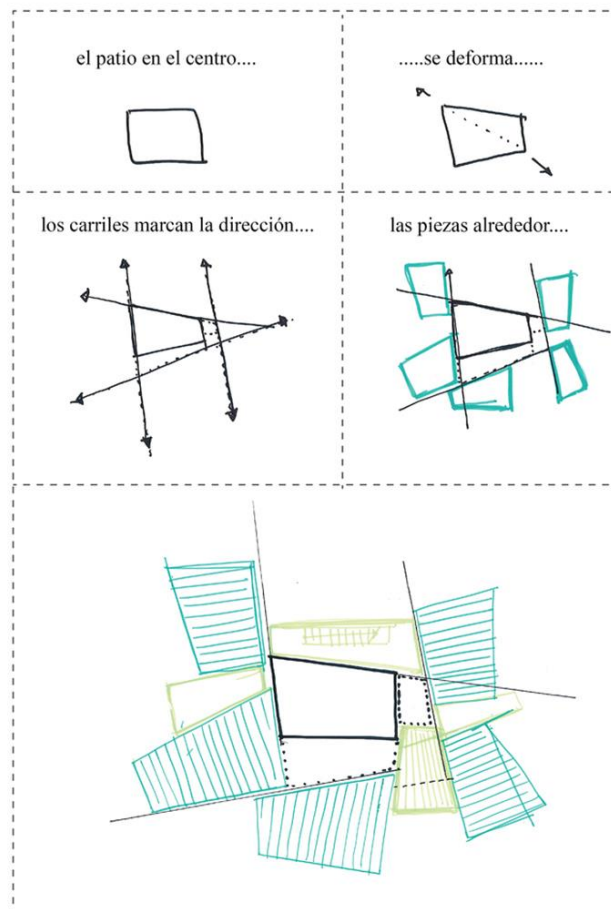 el patio en el centro....
.....se deforma......
los carriles marcan la dirección....
las piezas alrededor....